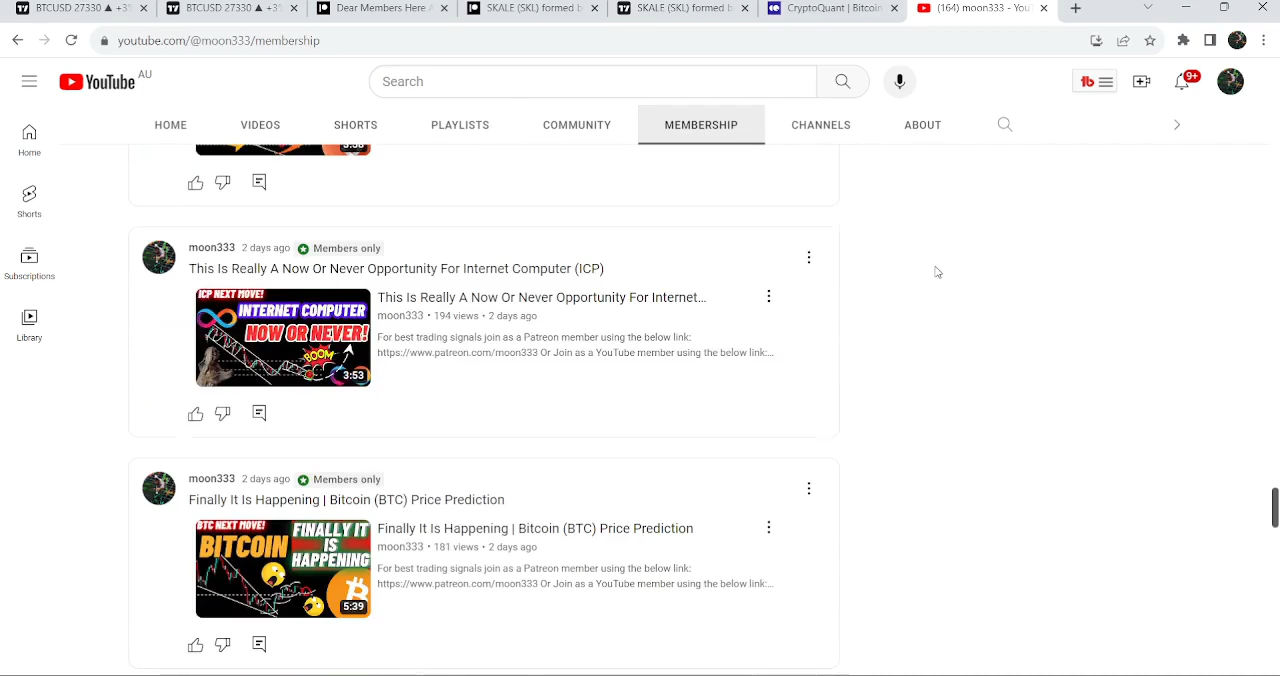 BTCUSD 27330 ▲ +3%
BTCUSD 27330 ▲ +3%
Dear Members Here A
SKALE (SKL) formed b
SKALE (SKL) formed b
CryptoQuant | Bitcoin
(164) moon333 - You
youtube.com/@moon333/membership
YouTube AU
Search
9+
HOME
VIDEOS
SHORTS
PLAYLISTS
COMMUNITY
MEMBERSHIP
CHANNELS
ABOUT
Home
Shorts
Subscriptions
Library
moon333 2 days ago Members only
This Is Really A Now Or Never Opportunity For Internet Computer (ICP)
ICP NEXT MOVE!
INTERNET COMPUTER
NOW OR NEVER!
BOOM
3:53
This Is Really A Now Or Never Opportunity For Internet...
moon333 • 194 views • 2 days ago
For best trading signals join as a Patreon member using the below link:
https://www.patreon.com/moon333 Or Join as a YouTube member using the below link:...
moon333 2 days ago Members only
Finally It Is Happening | Bitcoin (BTC) Price Prediction
BTC NEXT MOVE!
BITCOIN
FINALLY IT
IS
HAPPENING
5:39
Finally It Is Happening | Bitcoin (BTC) Price Prediction
moon333 • 181 views • 2 days ago
For best trading signals join as a Patreon member using the below link:
https://www.patreon.com/moon333 Or Join as a YouTube member using the below link:...